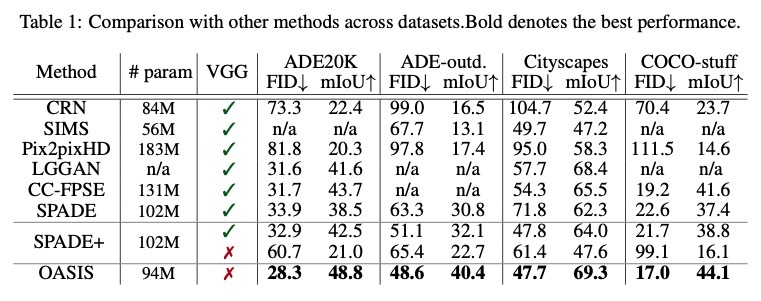 Table 1: Comparison with other methods across datasets.Bold denotes the best performance.
Method # param VGG ADE20K ADE-outd. Cityscapes COCO-stuff
FID↓ mIoU↑ FID↓ mIoU↑ FID↓ mIoU↑ FID↓ mIoU↑
CRN 84M ✓ 73.3 22.4 99.0 16.5 104.7 52.4 70.4 23.7
SIMS 56M ✓ n/a n/a 67.7 13.1 49.7 47.2 n/a n/a
Pix2pixHD 183M ✓ 81.8 20.3 97.8 17.4 95.0 58.3 111.5 14.6
LGGAN n/a ✓ 31.6 41.6 n/a n/a 57.7 68.4 n/a n/a
CC-FPSE 131M ✓ 31.7 43.7 n/a n/a 54.3 65.5 19.2 41.6
SPADE 102M ✓ 33.9 38.5 63.3 30.8 71.8 62.3 22.6 37.4
SPADE+ 102M ✓ 32.9 42.5 51.1 32.1 47.8 64.0 21.7 38.8
✗ 60.7 21.0 65.4 22.7 61.4 47.6 99.1 16.1
OASIS 94M ✗ 28.3 48.8 48.6 40.4 47.7 69.3 17.0 44.1